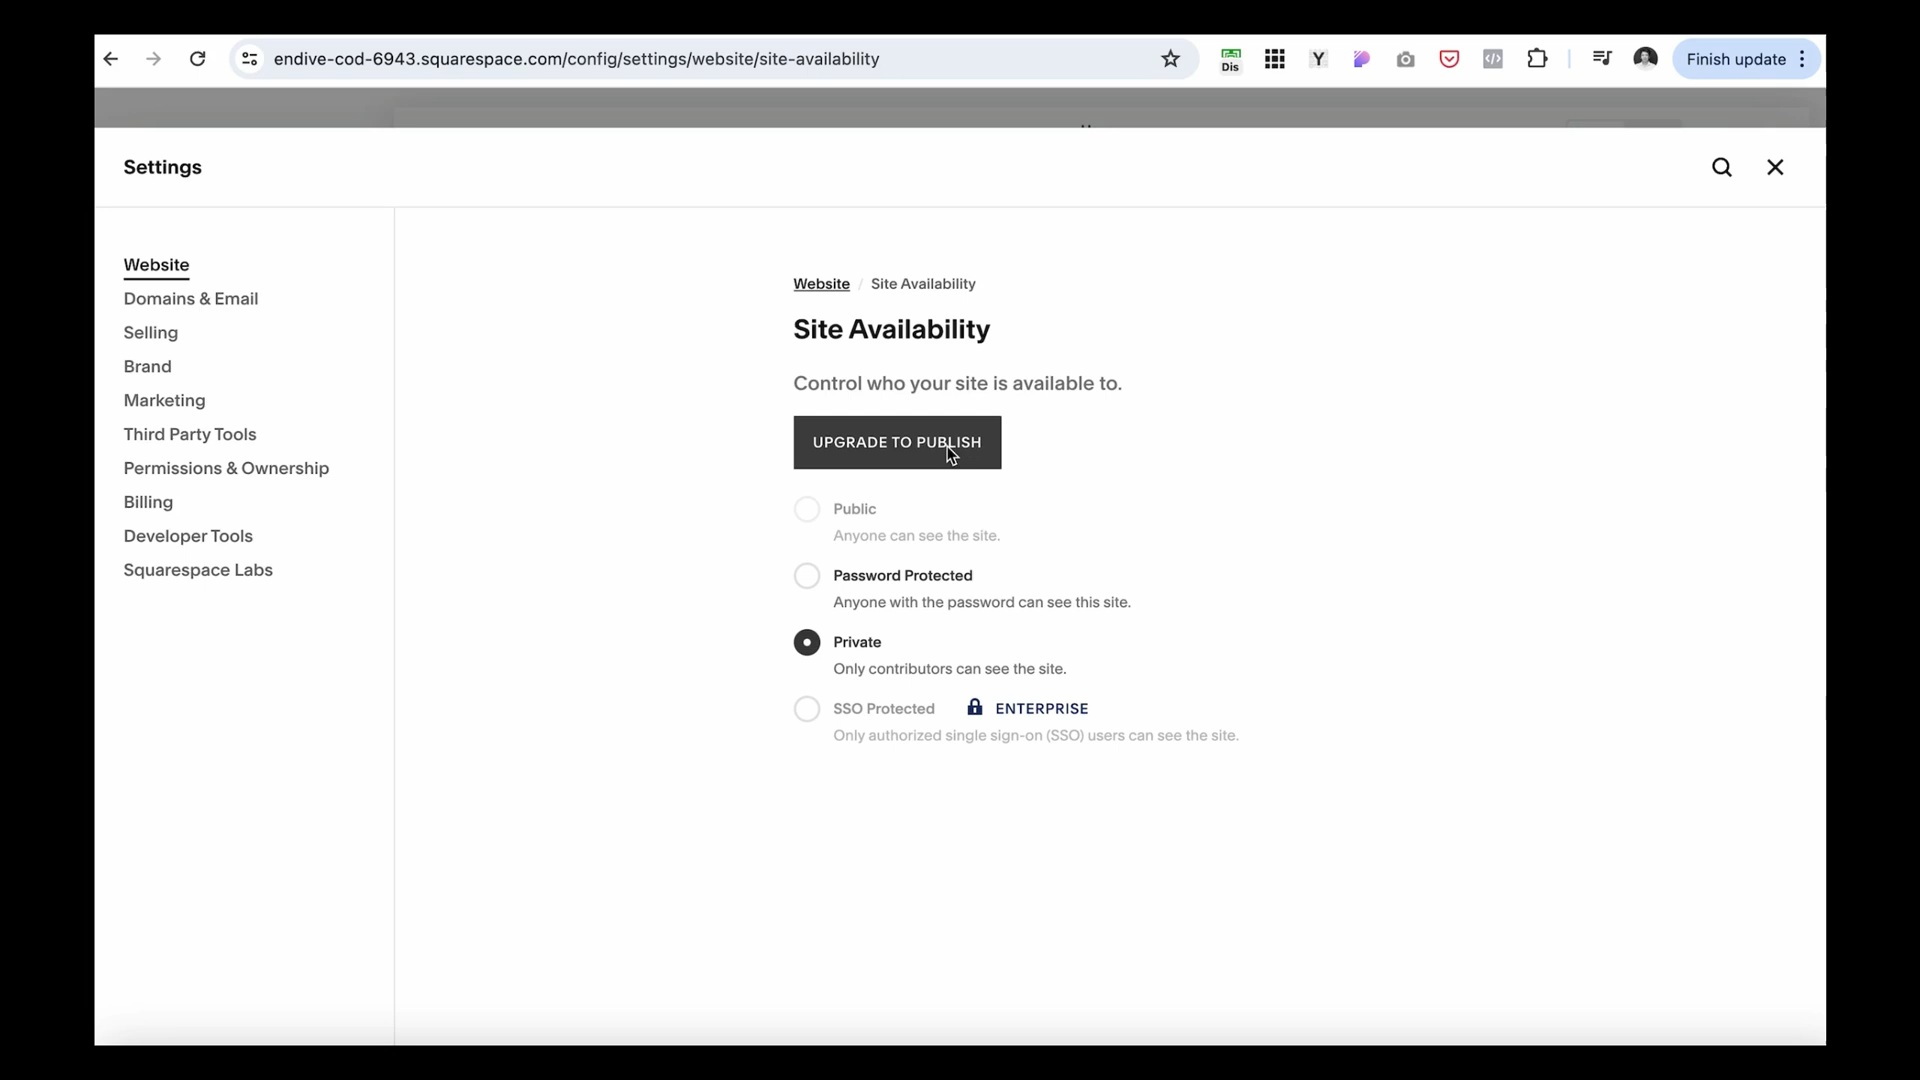 endive-cod-6943.squarespace.com/config/settings/website/site-availability
Dis
Y
Finish update
Settings
Website
Domains & Email
Selling
Brand
Marketing
Third Party Tools
Permissions & Ownership
Billing
Developer Tools
Squarespace Labs
Website / Site Availability
Site Availability
Control who your site is available to.
UPGRADE TO PUBLISH
Public
Anyone can see the site.
Password Protected
Anyone with the password can see this site.
Private
Only contributors can see the site.
SSO Protected ENTERPRISE
Only authorized single sign-on (SSO) users can see the site.